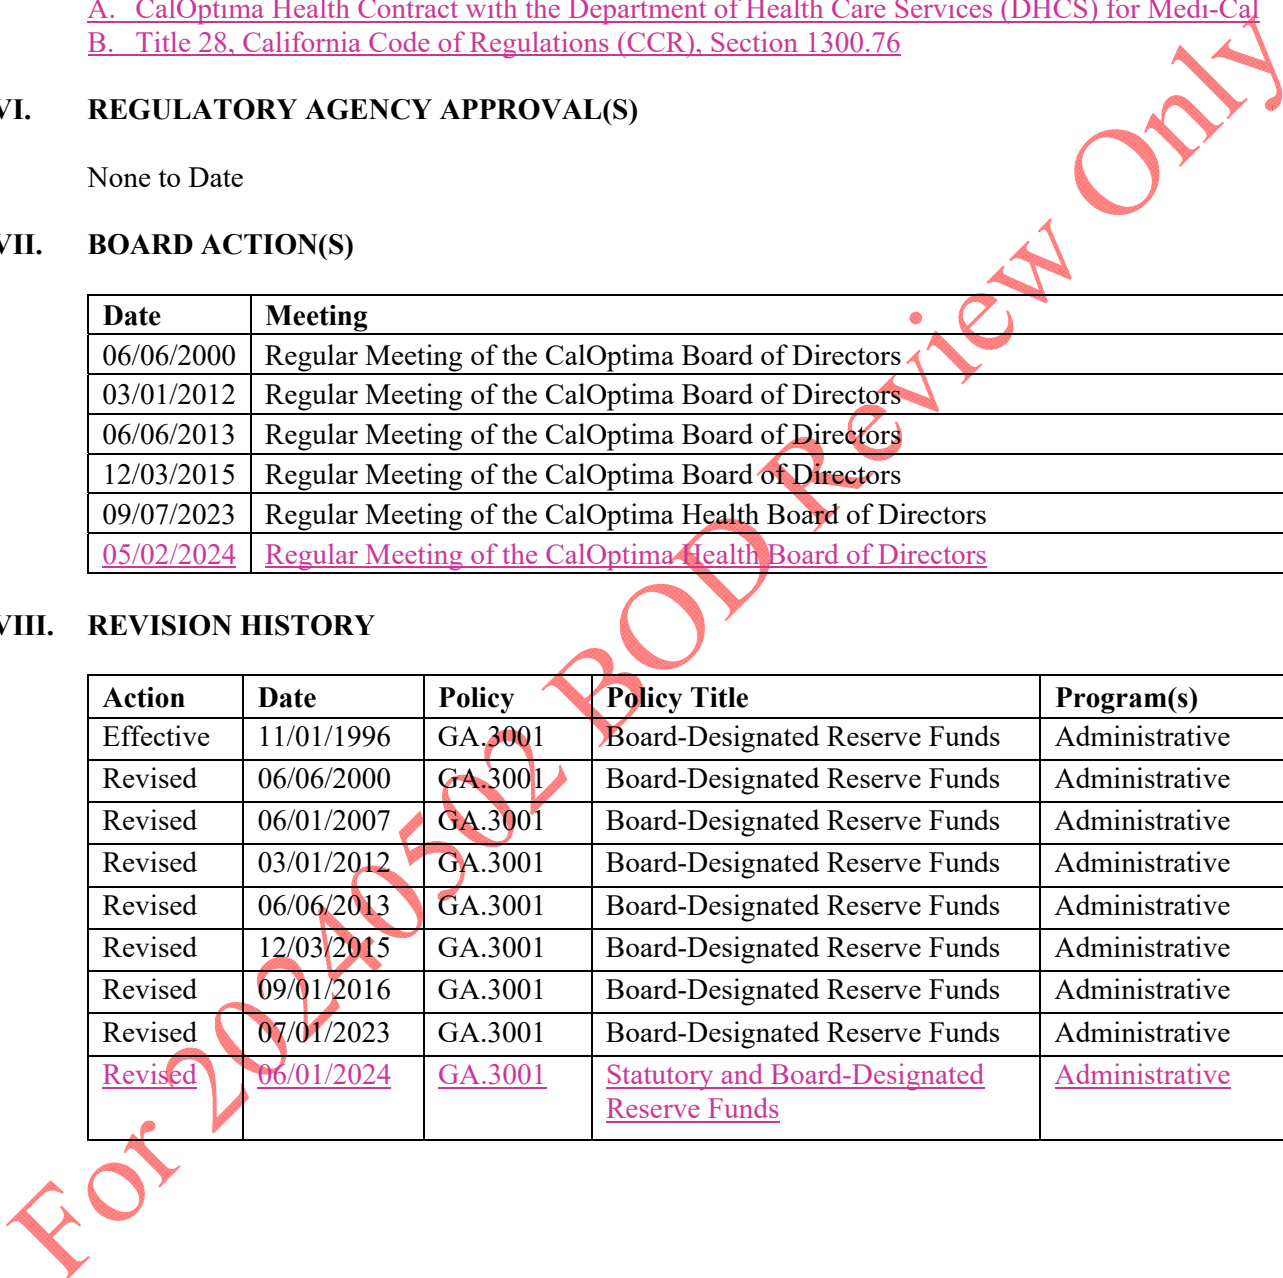 A. CalOptima Health Contract with the Department of Health Care Services (DHCS) for Medi-Cal
B. Title 28, California Code of Regulations (CCR), Section 1300.76
VI. REGULATORY AGENCY APPROVAL(S)
None to Date
VII. BOARD ACTION(S)
Date Meeting
06/06/2000 Regular Meeting of the CalOptima Board of Directors
03/01/2012 Regular Meeting of the CalOptima Board of Directors
06/06/2013 Regular Meeting of the CalOptima Board of Directors
12/03/2015 Regular Meeting of the CalOptima Board of Directors
09/07/2023 Regular Meeting of the CalOptima Health Board of Directors
05/02/2024 Regular Meeting of the CalOptima Health Board of Directors
VIII. REVISION HISTORY
Action Date Policy Policy Title Program(s)
Effective 11/01/1996 GA.3001 Board-Designated Reserve Funds Administrative
Revised 06/06/2000 GA.3001 Board-Designated Reserve Funds Administrative
Revised 06/01/2007 GA.3001 Board-Designated Reserve Funds Administrative
Revised 03/01/2012 GA.3001 Board-Designated Reserve Funds Administrative
Revised 06/06/2013 GA.3001 Board-Designated Reserve Funds Administrative
Revised 12/03/2015 GA.3001 Board-Designated Reserve Funds Administrative
Revised 09/01/2016 GA.3001 Board-Designated Reserve Funds Administrative
Revised 07/01/2023 GA.3001 Board-Designated Reserve Funds Administrative
Revised 06/01/2024 GA.3001 Statutory and Board-Designated Administrative
Reserve Funds
For 20240502 BOD Review Only